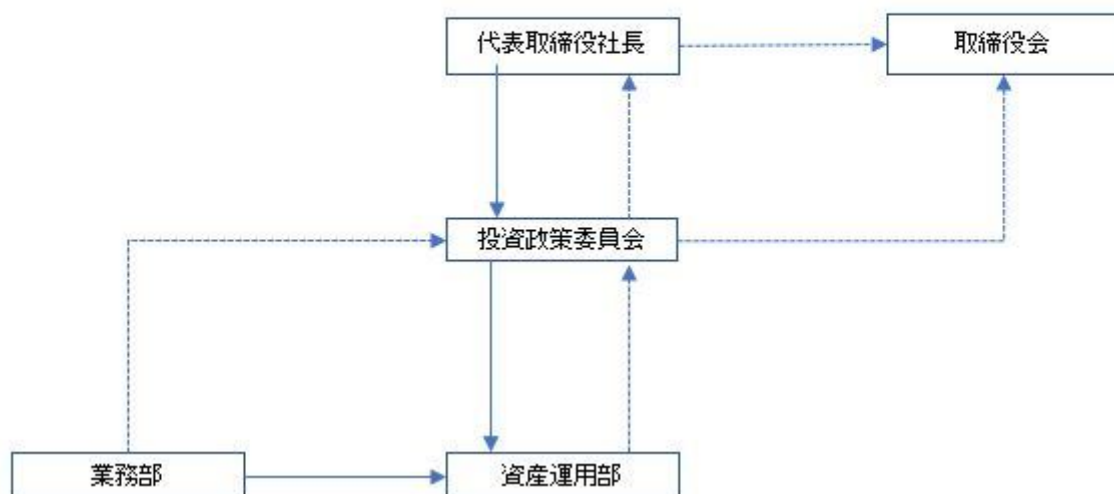 代表取締役社長
取締役会
投資政策委員会
業務部
資産運用部